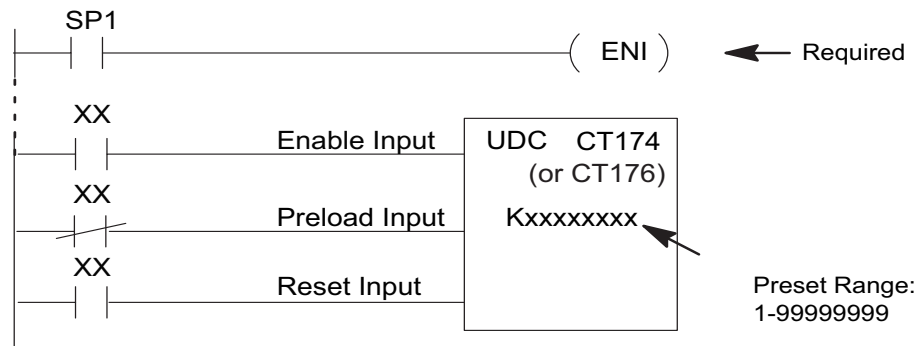 SP1
ENI
Required
XX
Enable Input
UDC CT174
(or CT176)
XX
Preload Input
Kxxxxxxxx
XX
Reset Input
Preset Range:
1-99999999